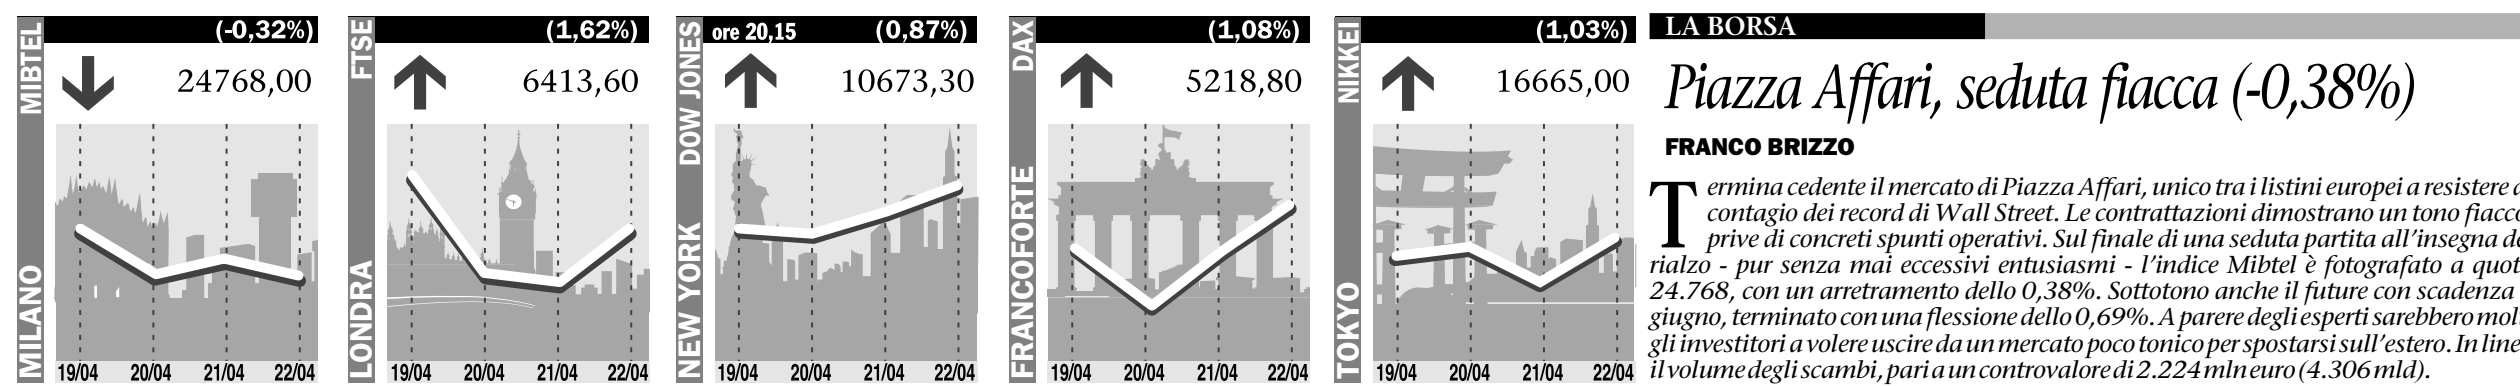 MIBTEL
MILANO
(-0,32%)
24768,00
19/04 20/04 21/04 22/04
FTSE
LONDRA
(1,62%)
6413,60
19/04 20/04 21/04 22/04
DOW JONES
NEW YORK
ore 20,15 (0,87%)
10673,30
19/04 20/04 21/04 22/04
DAX
FRANCOFORTE
(1,08%)
5218,80
19/04 20/04 21/04 22/04
NIKKEI
TOKYO
(1,03%)
16665,00
19/04 20/04 21/04 22/04
LA BORSA
Piazza Affari, seduta fiacca (-0,38%)
FRANCO BRIZZO
Termina cedente il mercato di Piazza Affari, unico tra i listini europei a resistere
contagio dei record di Wall Street. Le contrattazioni dimostrano un tono fiacco
prive di concreti spunti operativi. Sul finale di una seduta partita all'insegna
rialzo - pur senza mai eccessivi entusiasmi - l'indice Mibtel è fotografato a
24.768, con un arretramento dello 0,38%. Sottotono anche il future con scadenza
giugno, terminato con una flessione dello 0,69%. A parere degli esperti sarebbero
gli investitori a volere uscire da un mercato poco tonico per spostarsi sull'estero. In
il volume degli scambi, pari a un controvalore di 2.224 mln euro (4.306 mld).